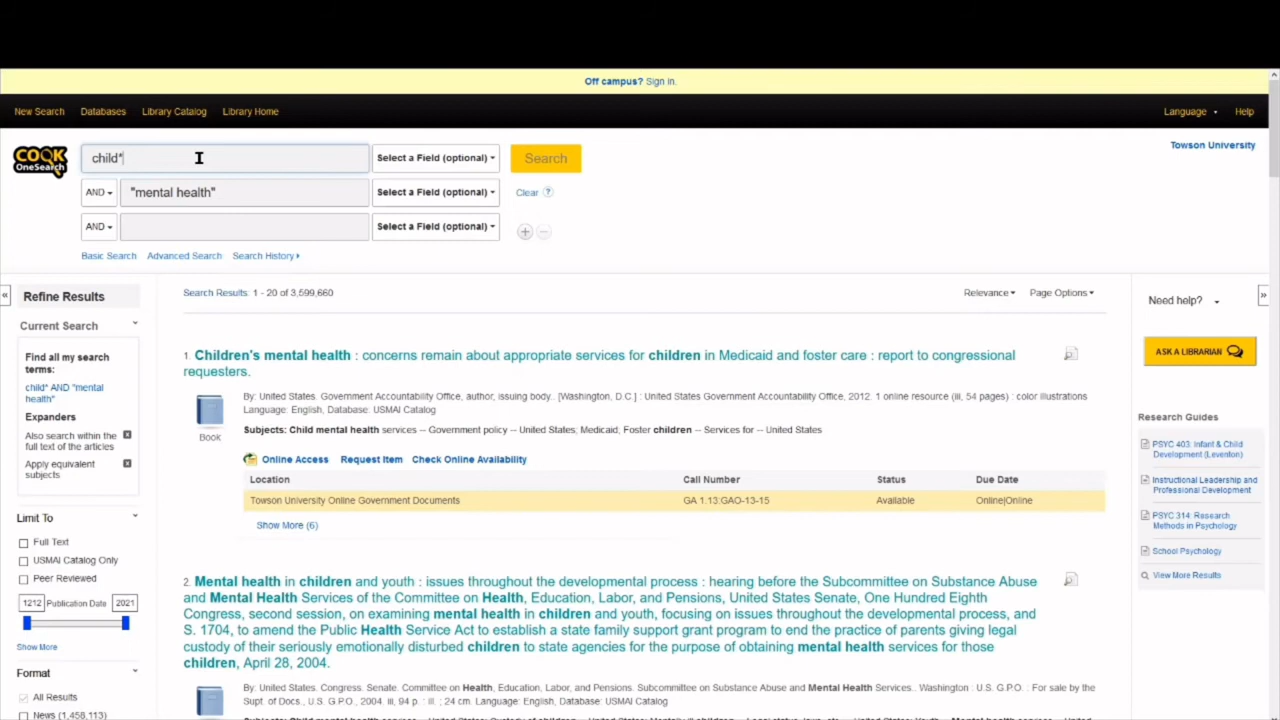 Off campus? Sign in.
New Search Databases Library Catalog Library Home Language Help
COOK
OneSearch
child* Select a Field (optional) Search
Towson University
AND "mental health" Select a Field (optional) Clear ?
AND Select a Field (optional)
Basic Search Advanced Search Search History
Refine Results
Current Search
Find all my search
terms:
child* AND "mental
health"
Expanders
Also search within the
full text of the articles
Apply equivalent
subjects
Limit To
Full Text
USMAI Catalog Only
Peer Reviewed
1212 Publication Date 2021
Show More
Format
All Results
News (1,458,113)
Search Results: 1 - 20 of 3,599,660 Relevance Page Options
1. Children's mental health : concerns remain about appropriate services for children in Medicaid and foster care : report to congressional
requesters.
By: United States. Government Accountability Office, author, issuing body.. [Washington, D.C.] : United States Government Accountability Office, 2012. 1 online resource (iii, 54 pages) : color illustrations
Language: English, Database: USMAI Catalog
Book
Subjects: Child mental health services -- Government policy -- United States; Medicaid; Foster children -- Services for -- United States
Online Access Request Item Check Online Availability
Location Call Number Status Due Date
Towson University Online Government Documents GA 1.13:GAO-13-15 Available Online|Online
Show More (6)
2. Mental health in children and youth : issues throughout the developmental process : hearing before the Subcommittee on Substance Abuse
and Mental Health Services of the Committee on Health, Education, Labor, and Pensions, United States Senate, One Hundred Eighth
Congress, second session, on examining mental health in children and youth, focusing on issues throughout the developmental process, and
S. 1704, to amend the Public Health Service Act to establish a state family support grant program to end the practice of parents giving legal
custody of their seriously emotionally disturbed children to state agencies for the purpose of obtaining mental health services for those
children, April 28, 2004.
By: United States. Congress. Senate. Committee on Health, Education, Labor, and Pensions. Subcommittee on Substance Abuse and Mental Health Services.. Washington : U.S. G.P.O. : For sale by the
Supt. of Docs., U.S. G.P.O., 2004. iii, 94 p. : ill. ; 24 cm. Language: English, Database: USMAI Catalog
Need help?
ASK A LIBRARIAN
Research Guides
PSYC 403: Infant & Child
Development (Leventon)
Instructional Leadership and
Professional Development
PSYC 314: Research
Methods in Psychology
School Psychology
View More Results